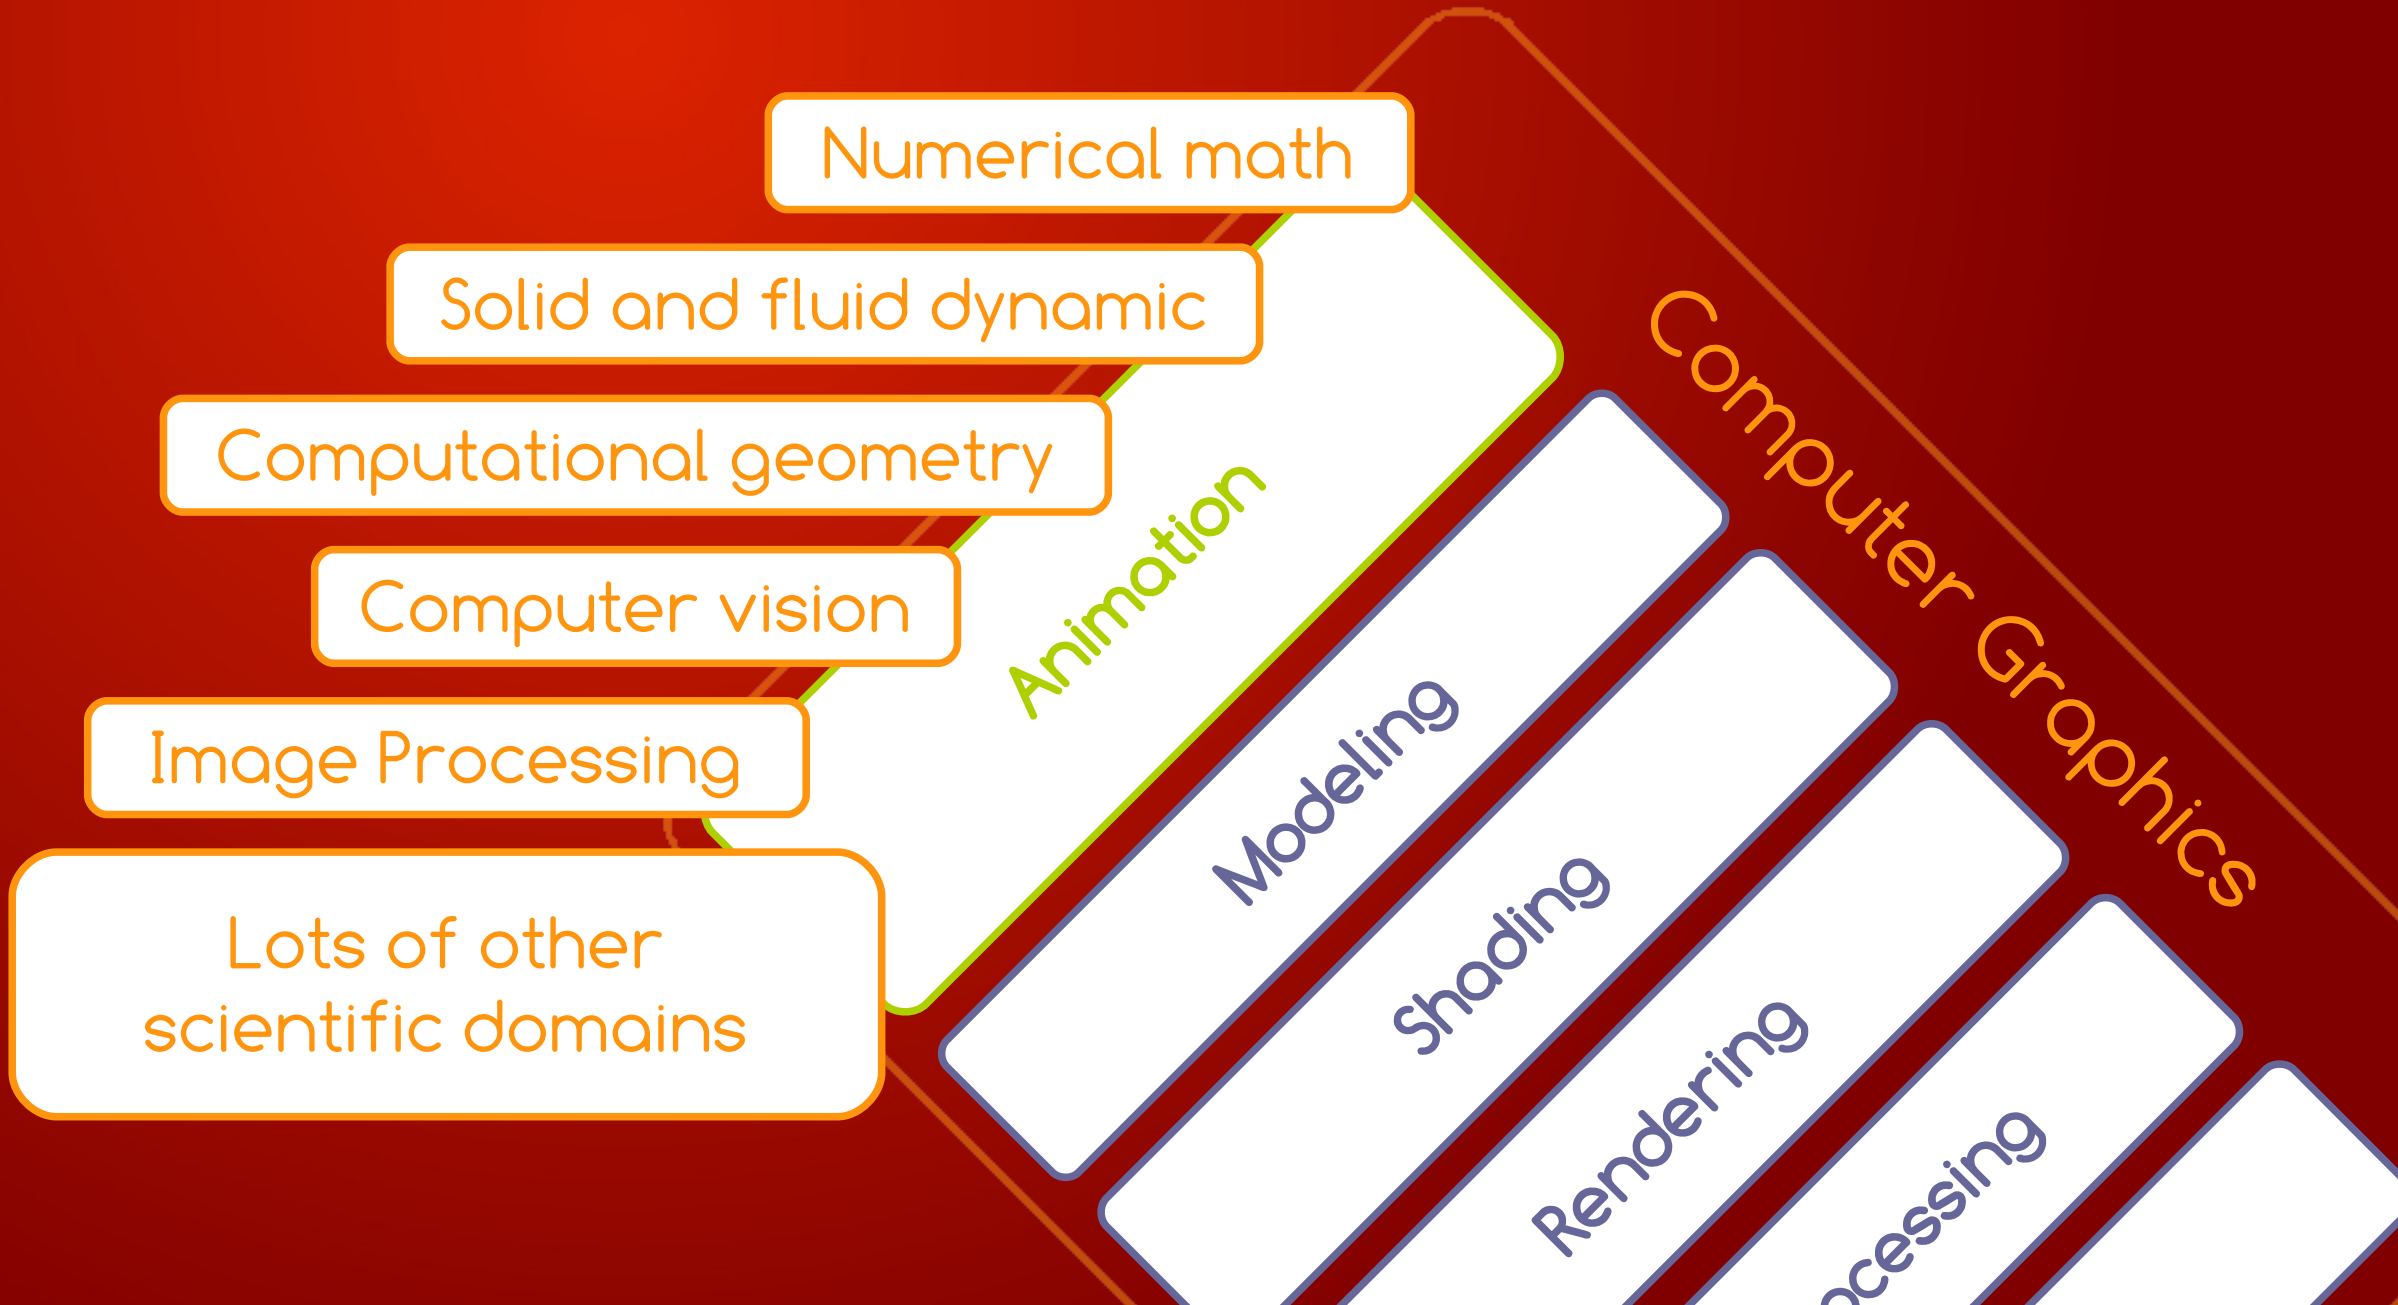 Numerical math
Solid and fluid dynamic
Computational geometry
Computer vision
Image Processing
Lots of other
scientific domains
Animation
Modeling
Shading
Rendering
ocessing
Computer Graphics